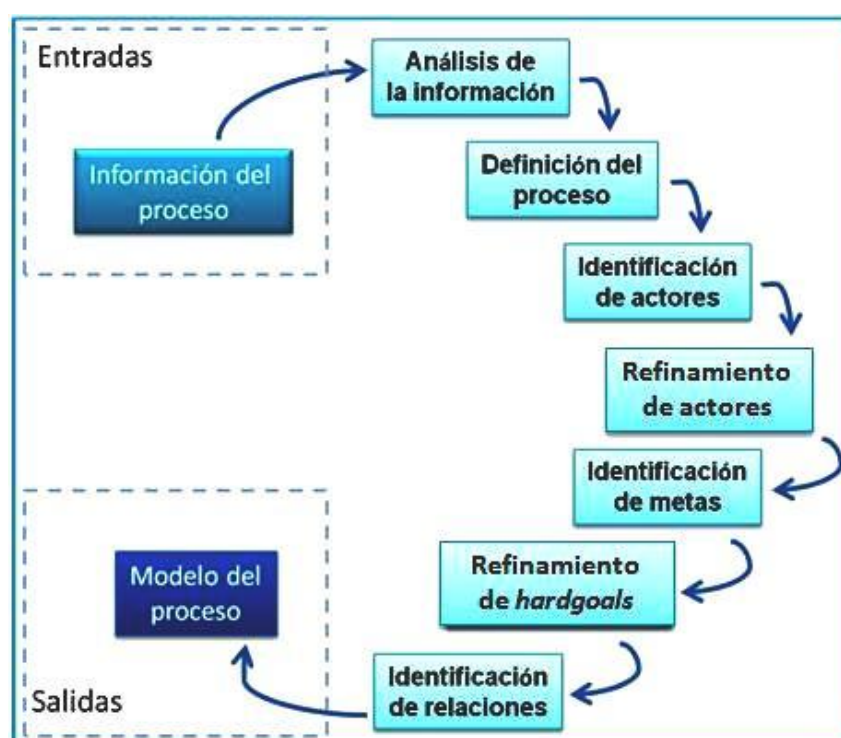 Entradas
Información del
proceso
Análisis de
la información
Definición del
proceso
Identificación
de actores
Refinamiento
de actores
Identificación
de metas
Refinamiento
de hardgoals
Identificación
de relaciones
Modelo del
proceso
Salidas